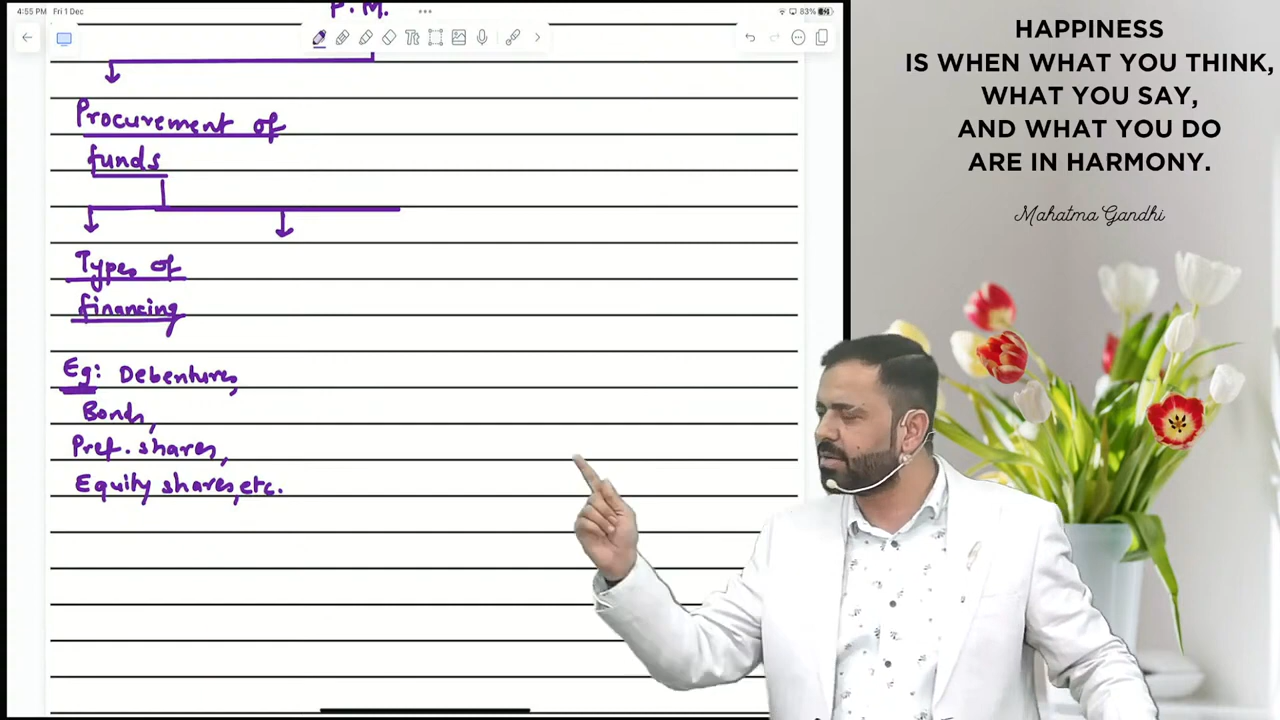 4:55 PM Fri 1 Dec
83%
Procurement of
funds
Types of
financing
Eg: Debentures,
Bonds,
Pref. shares,
Equity shares, etc.
HAPPINESS
IS WHEN WHAT YOU THINK,
WHAT YOU SAY,
AND WHAT YOU DO
ARE IN HARMONY.
Mahatma Gandhi